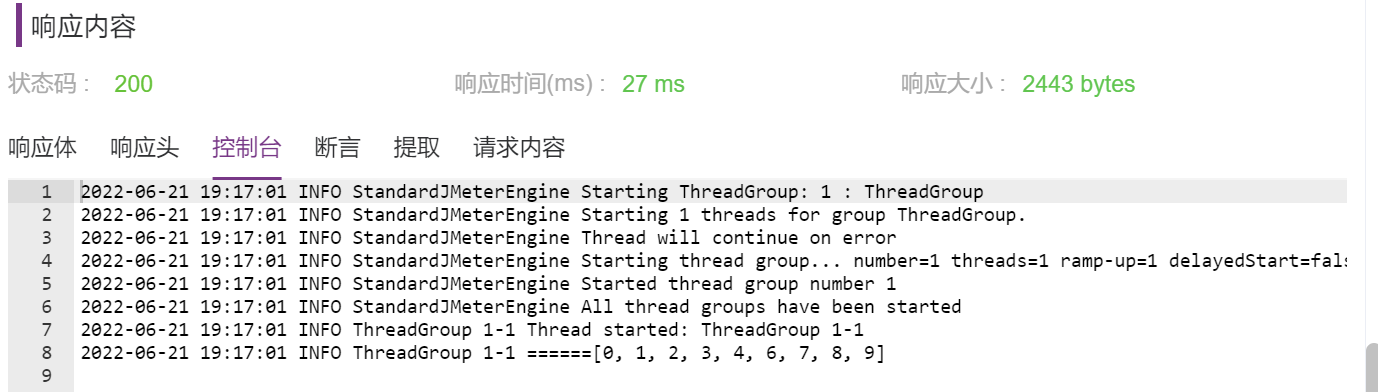 响应内容
状态码 : 200 响应时间(ms) : 27 ms 响应大小 : 2443 bytes
响应体 响应头 控制台 断言 提取 请求内容
1 2022-06-21 19:17:01 INFO StandardJMeterEngine Starting ThreadGroup: 1 : ThreadGroup
2 2022-06-21 19:17:01 INFO StandardJMeterEngine Starting 1 threads for group ThreadGroup.
3 2022-06-21 19:17:01 INFO StandardJMeterEngine Thread will continue on error
4 2022-06-21 19:17:01 INFO StandardJMeterEngine Starting thread group... number=1 threads=1 ramp-up=1 delayedStart=fals
5 2022-06-21 19:17:01 INFO StandardJMeterEngine Started thread group number 1
6 2022-06-21 19:17:01 INFO StandardJMeterEngine All thread groups have been started
7 2022-06-21 19:17:01 INFO ThreadGroup 1-1 Thread started: ThreadGroup 1-1
8 2022-06-21 19:17:01 INFO ThreadGroup 1-1 ======[0, 1, 2, 3, 4, 6, 7, 8, 9]
9